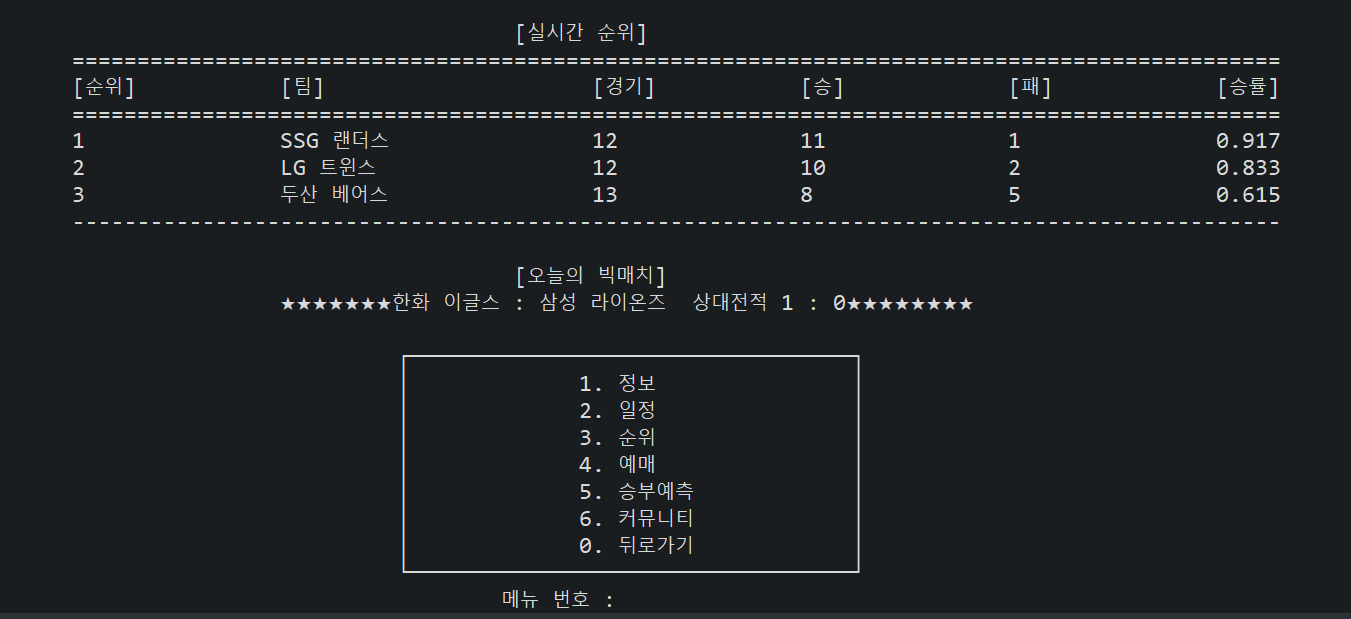 [실시간 순위]
=============================================================================================
[순위] [팀] [경기] [승] [패] [승률]
=============================================================================================
1 SSG 랜더스 12 11 1 0.917
2 LG 트윈스 12 10 2 0.833
3 두산 베어스 13 8 5 0.615
---------------------------------------------------------------------------------------------
[오늘의 빅매치]
★★★★★★★한화 이글스 : 삼성 라이온즈 상대전적 1 : 0★★★★★★★★
1. 정보
2. 일정
3. 순위
4. 예매
5. 승부예측
6. 커뮤니티
0. 뒤로가기
메뉴 번호 :